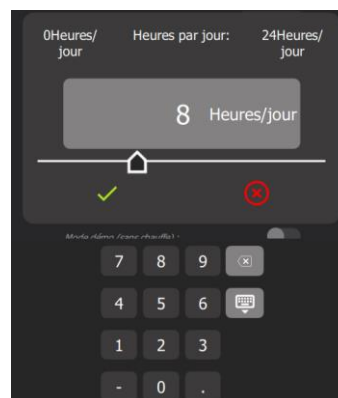 0Heures/
jour
Heures par jour:
24Heures/
jour
8 Heures/jour
Mode démo (sans chauffe) :
7 8 9
4 5 6
1 2 3
- 0 .